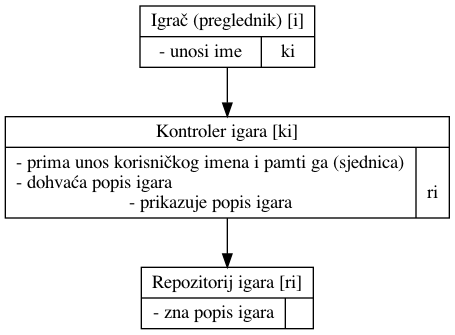 Igrač (preglednik) [i]
- unosi ime
ki
Kontroler igara [ki]
- prima unos korisničkog imena i pamti ga (sjednica)
- dohvaća popis igara
- prikazuje popis igara
ri
Repozitorij igara [ri]
- zna popis igara